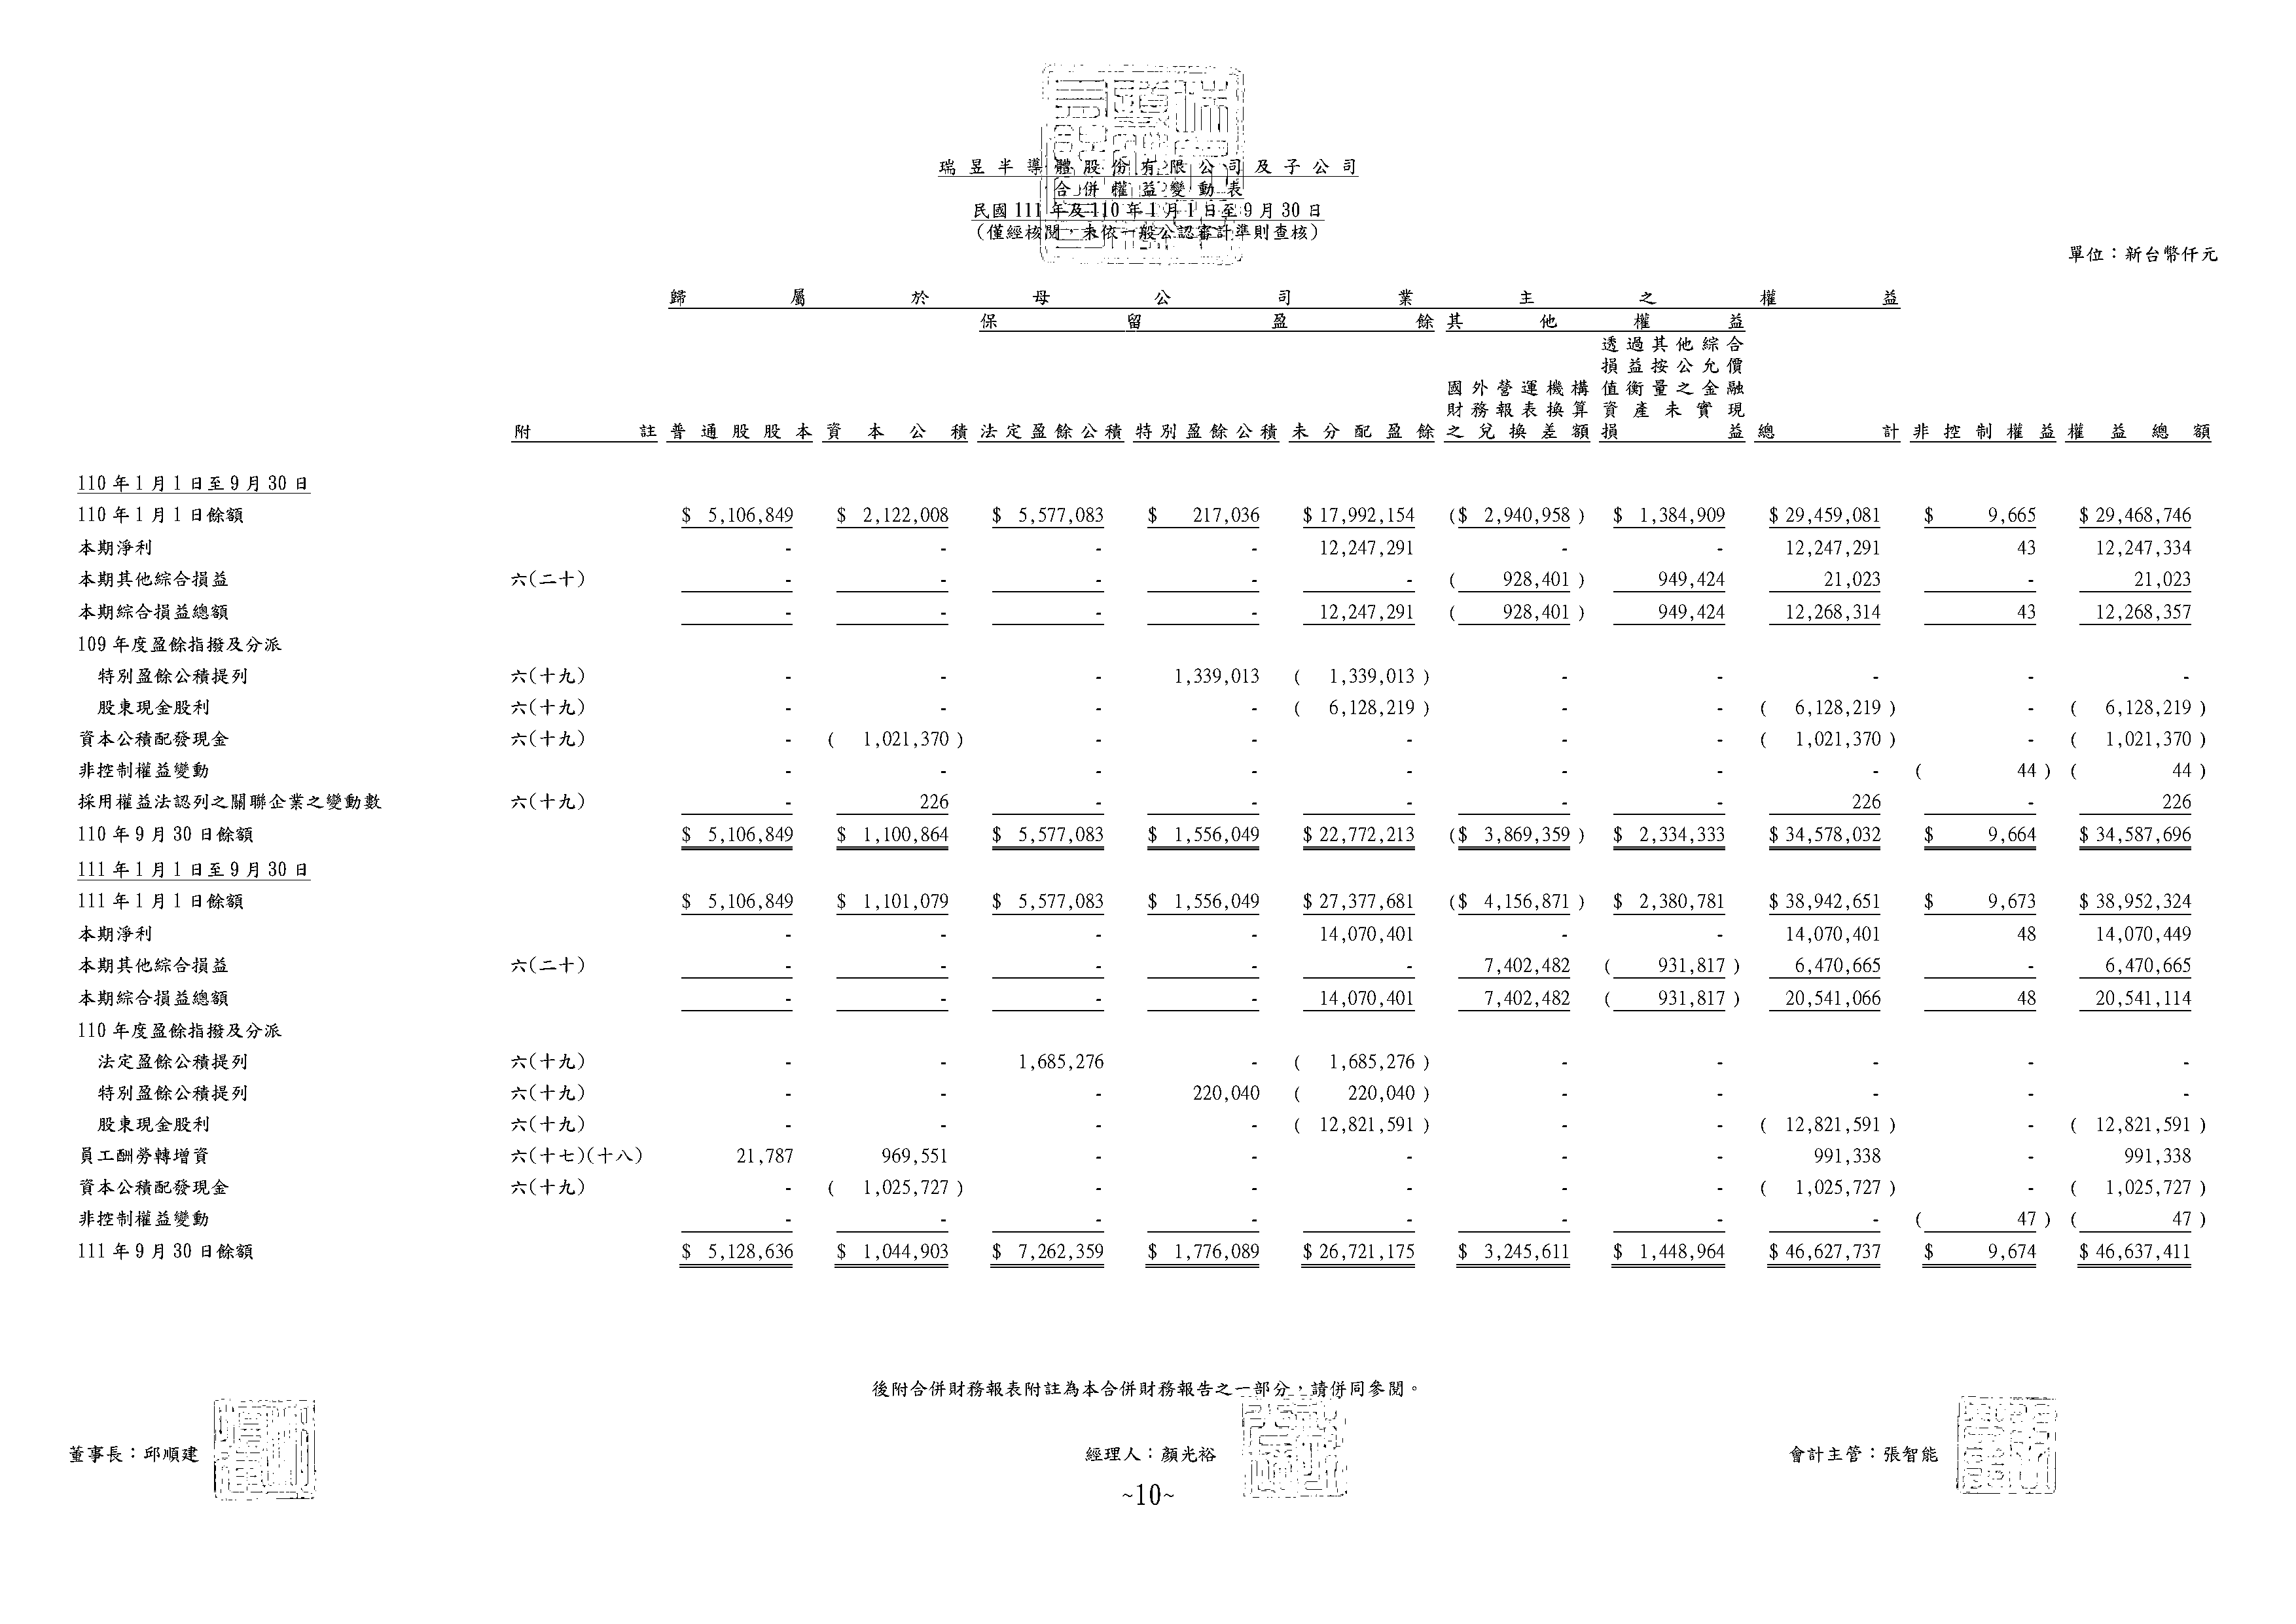 瑞昱半導體股份有限公司及子公司
合併權益變動表
民國111年及110年1月1日至9月30日
(僅經核閱，未依一般公認審計準則查核)
單位：新台幣仟元
歸屬於母公司業主之權益
保留盈餘 其他權益
透過其他綜合
損益按公允價
國外營運機構 值衡量之金融
財務報表換算 資產未實現
附註 普通股股本 資本公積 法定盈餘公積 特別盈餘公積 未分配盈餘 之兌換差額 損益 總計 非控制權益 權益總額
110年1月1日至9月30日
110年1月1日餘額 $ 5,106,849 $ 2,122,008 $ 5,577,083 $ 217,036 $ 17,992,154 ($ 2,940,958) $ 1,384,909 $ 29,459,081 $ 9,665 $ 29,468,746
本期淨利 - - - - 12,247,291 - - 12,247,291 43 12,247,334
本期其他綜合損益 六(二十) - - - - - ( 928,401) 949,424 21,023 - 21,023
本期綜合損益總額 - - - - 12,247,291 ( 928,401) 949,424 12,268,314 43 12,268,357
109年度盈餘指撥及分派
特別盈餘公積提列 六(十九) - - - 1,339,013 ( 1,339,013) - - - - -
股東現金股利 六(十九) - - - - ( 6,128,219) - - ( 6,128,219) - ( 6,128,219)
資本公積配發現金 六(十九) - ( 1,021,370) - - - - - ( 1,021,370) - ( 1,021,370)
非控制權益變動 - - - - - - - - ( 44) ( 44)
採用權益法認列之關聯企業之變動數 六(十九) - 226 - - - - - 226 - 226
110年9月30日餘額 $ 5,106,849 $ 1,100,864 $ 5,577,083 $ 1,556,049 $ 22,772,213 ($ 3,869,359) $ 2,334,333 $ 34,578,032 $ 9,664 $ 34,587,696
111年1月1日至9月30日
111年1月1日餘額 $ 5,106,849 $ 1,101,079 $ 5,577,083 $ 1,556,049 $ 27,377,681 ($ 4,156,871) $ 2,380,781 $ 38,942,651 $ 9,673 $ 38,952,324
本期淨利 - - - - 14,070,401 - - 14,070,401 48 14,070,449
本期其他綜合損益 六(二十) - - - - - 7,402,482 ( 931,817) 6,470,665 - 6,470,665
本期綜合損益總額 - - - - 14,070,401 7,402,482 ( 931,817) 20,541,066 48 20,541,114
110年度盈餘指撥及分派
法定盈餘公積提列 六(十九) - - 1,685,276 - ( 1,685,276) - - - - -
特別盈餘公積提列 六(十九) - - - 220,040 ( 220,040) - - - - -
股東現金股利 六(十九) - - - - ( 12,821,591) - - ( 12,821,591) - ( 12,821,591)
員工酬勞轉增資 六(十七)(十八) 21,787 969,551 - - - - - 991,338 - 991,338
資本公積配發現金 六(十九) - ( 1,025,727) - - - - - ( 1,025,727) - ( 1,025,727)
非控制權益變動 - - - - - - - - ( 47) ( 47)
111年9月30日餘額 $ 5,128,636 $ 1,044,903 $ 7,262,359 $ 1,776,089 $ 26,721,175 $ 3,245,611 $ 1,448,964 $ 46,627,737 $ 9,674 $ 46,637,411
後附合併財務報表附註為本合併財務報告之一部分，請併同參閱。
董事長：邱順建 經理人：顏光裕 會計主管：張智能
~10~